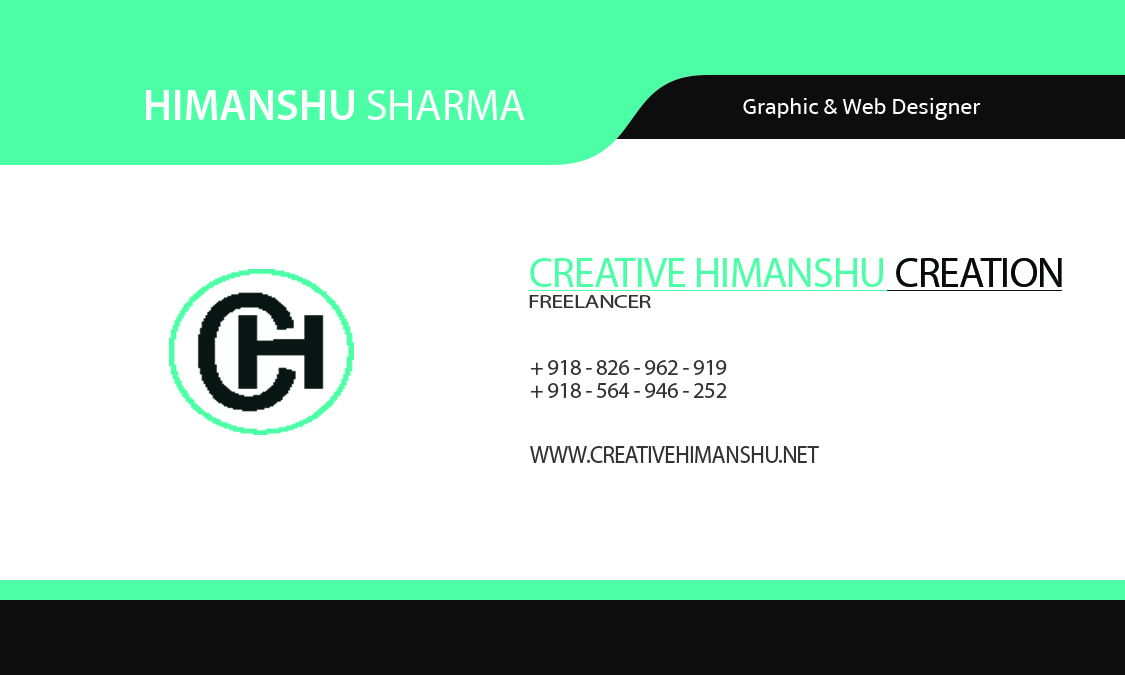 HIMANSHU SHARMA
Graphic & Web Designer
CH
CREATIVE HIMANSHU CREATION
FREELANCER
+ 918 - 826 - 962 - 919
+ 918 - 564 - 946 - 252
WWW.CREATIVEHIMANSHU.NET